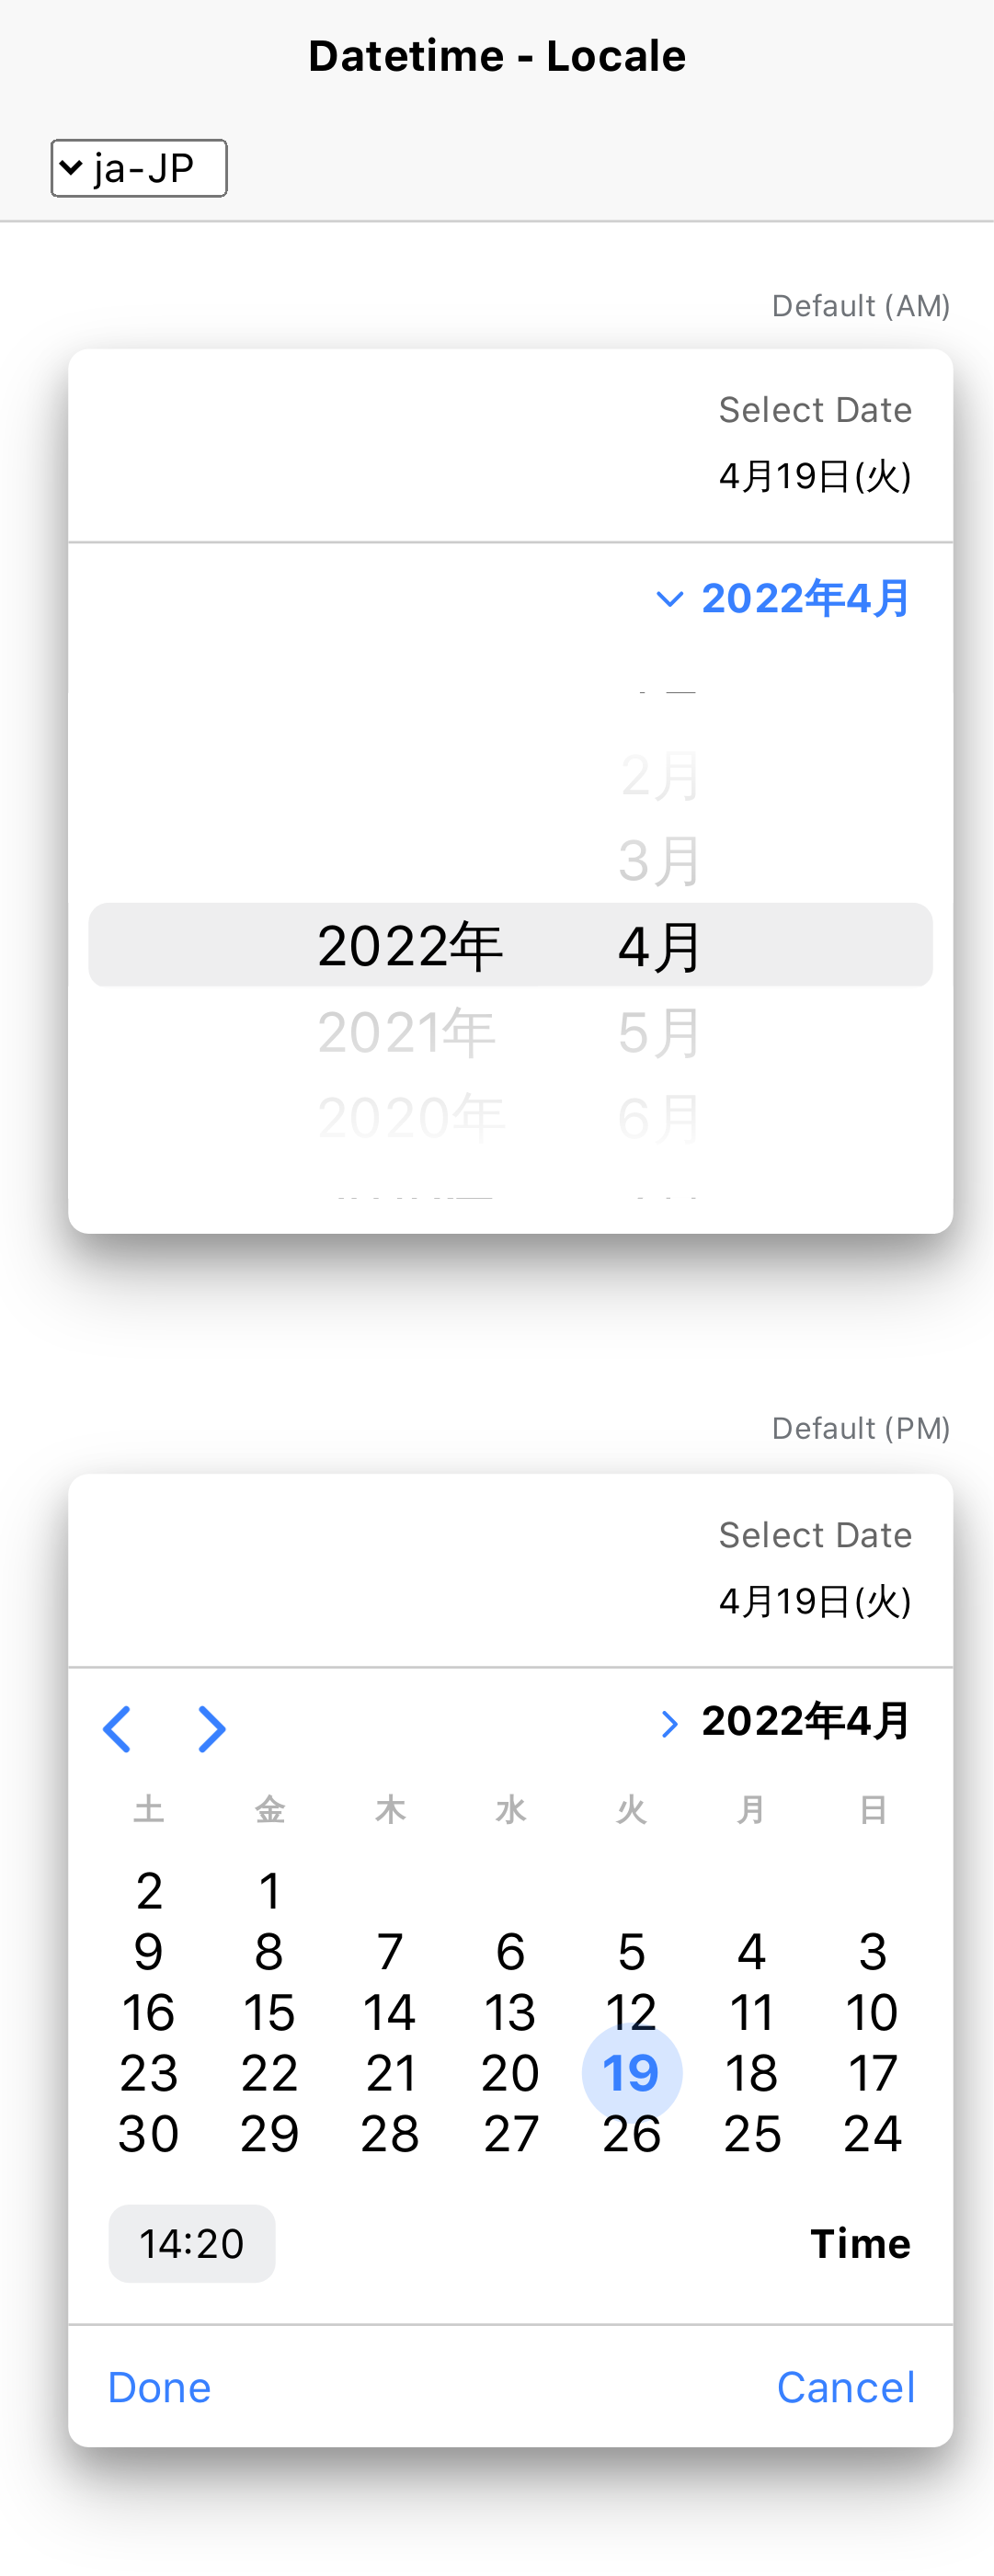 Datetime - Locale
ja-JP
Default (AM)
Select Date
4月19日(火)
2022年4月
2月
3月
2022年 4月
2021年 5月
2020年 6月
Default (PM)
Select Date
4月19日(火)
2022年4月
土 金 木 水 火 月 日
2 1
9 8 7 6 5 4 3
16 15 14 13 12 11 10
23 22 21 20 19 18 17
30 29 28 27 26 25 24
14:20 Time
Done Cancel